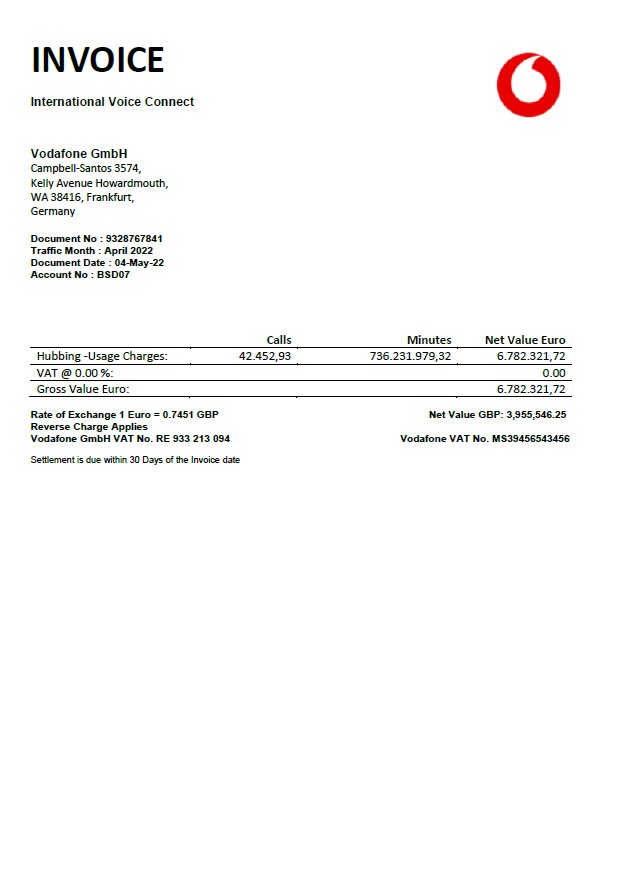 INVOICE
International Voice Connect
Vodafone GmbH
Campbell-Santos 3574,
Kelly Avenue Howardmouth,
WA 38416, Frankfurt,
Germany
Document No : 9328767841
Traffic Month : April 2022
Document Date : 04-May-22
Account No : BSD07
Calls Minutes Net Value Euro
Hubbing -Usage Charges: 42.452,93 736.231.979,32 6.782.321,72
VAT @ 0.00 %: 0.00
Gross Value Euro: 6.782.321,72
Rate of Exchange 1 Euro = 0.7451 GBP Net Value GBP: 3,955,546.25
Reverse Charge Applies
Vodafone GmbH VAT No. RE 933 213 094 Vodafone VAT No. MS39456543456
Settlement is due within 30 Days of the Invoice date